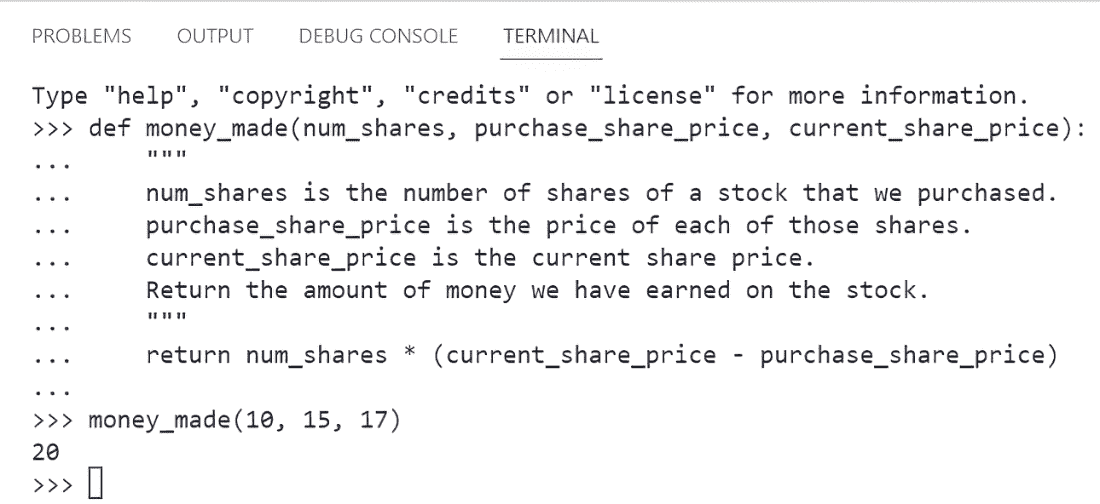 PROBLEMS OUTPUT DEBUG CONSOLE TERMINAL
Type "help", "copyright", "credits" or "license" for more information.
>>> def money_made(num_shares, purchase_share_price, current_share_price):
...     """
...     num_shares is the number of shares of a stock that we purchased.
...     purchase_share_price is the price of each of those shares.
...     current_share_price is the current share price.
...     Return the amount of money we have earned on the stock.
...     """
...     return num_shares * (current_share_price - purchase_share_price)
...
>>> money_made(10, 15, 17)
20
>>>